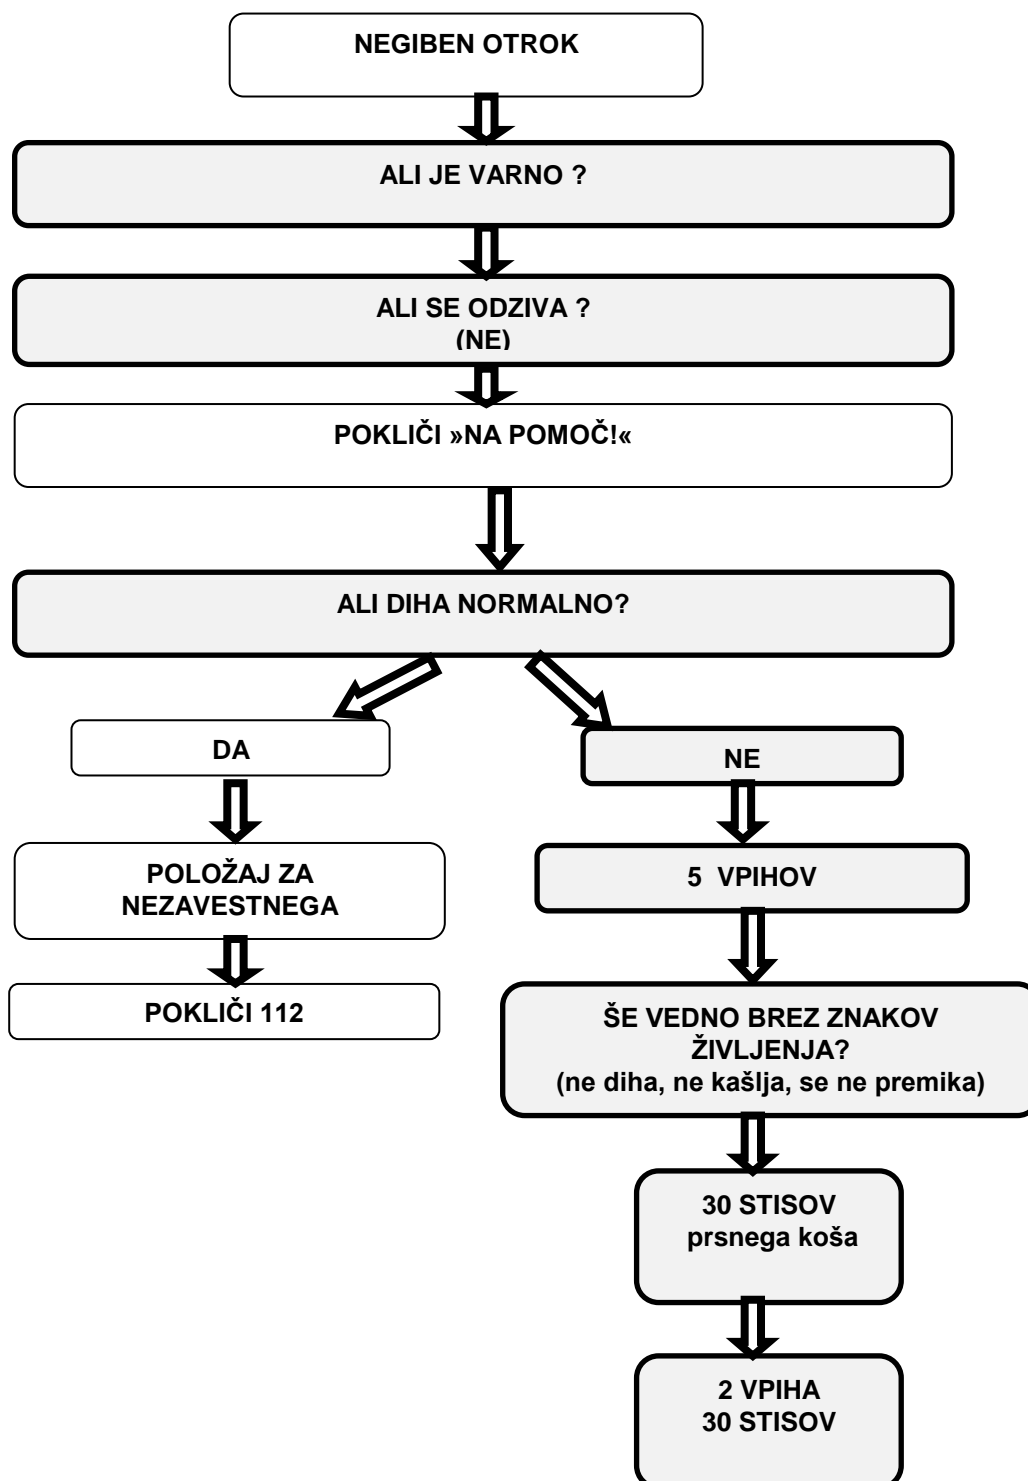 NEGIBEN OTROK
ALI JE VARNO ?
ALI SE ODZIVA ?
(NE)
POKLIČI »NA POMOČ!«
ALI DIHA NORMALNO?
DA
NE
POLOŽAJ ZA
NEZAVESTNEGA
5 VPIHOV
POKLIČI 112
ŠE VEDNO BREZ ZNAKOV
ŽIVLJENJA?
(ne diha, ne kašlja, se ne premika)
30 STISOV
prsnega koša
2 VPIHA
30 STISOV